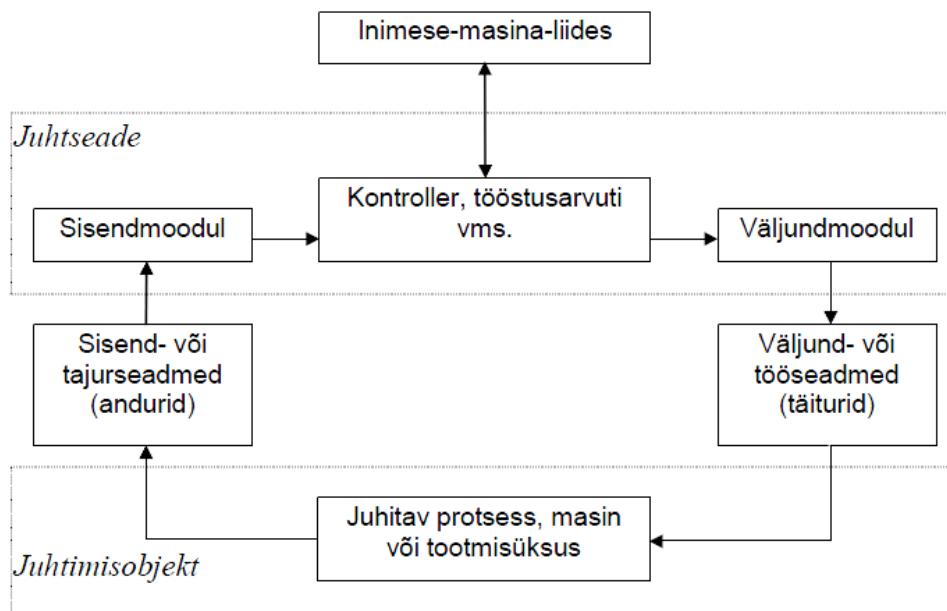 Inimese-masina-liides
Juhtseade
Kontroller, tööstusarvuti
vms.
Sisendmoodul
Väljundmoodul
Sisend- või
tajurseadmed
(andurid)
Väljund- või
tööseadmed
(täiturid)
Juhitav protsess, masin
või tootmisüksus
Juhtimisobjekt